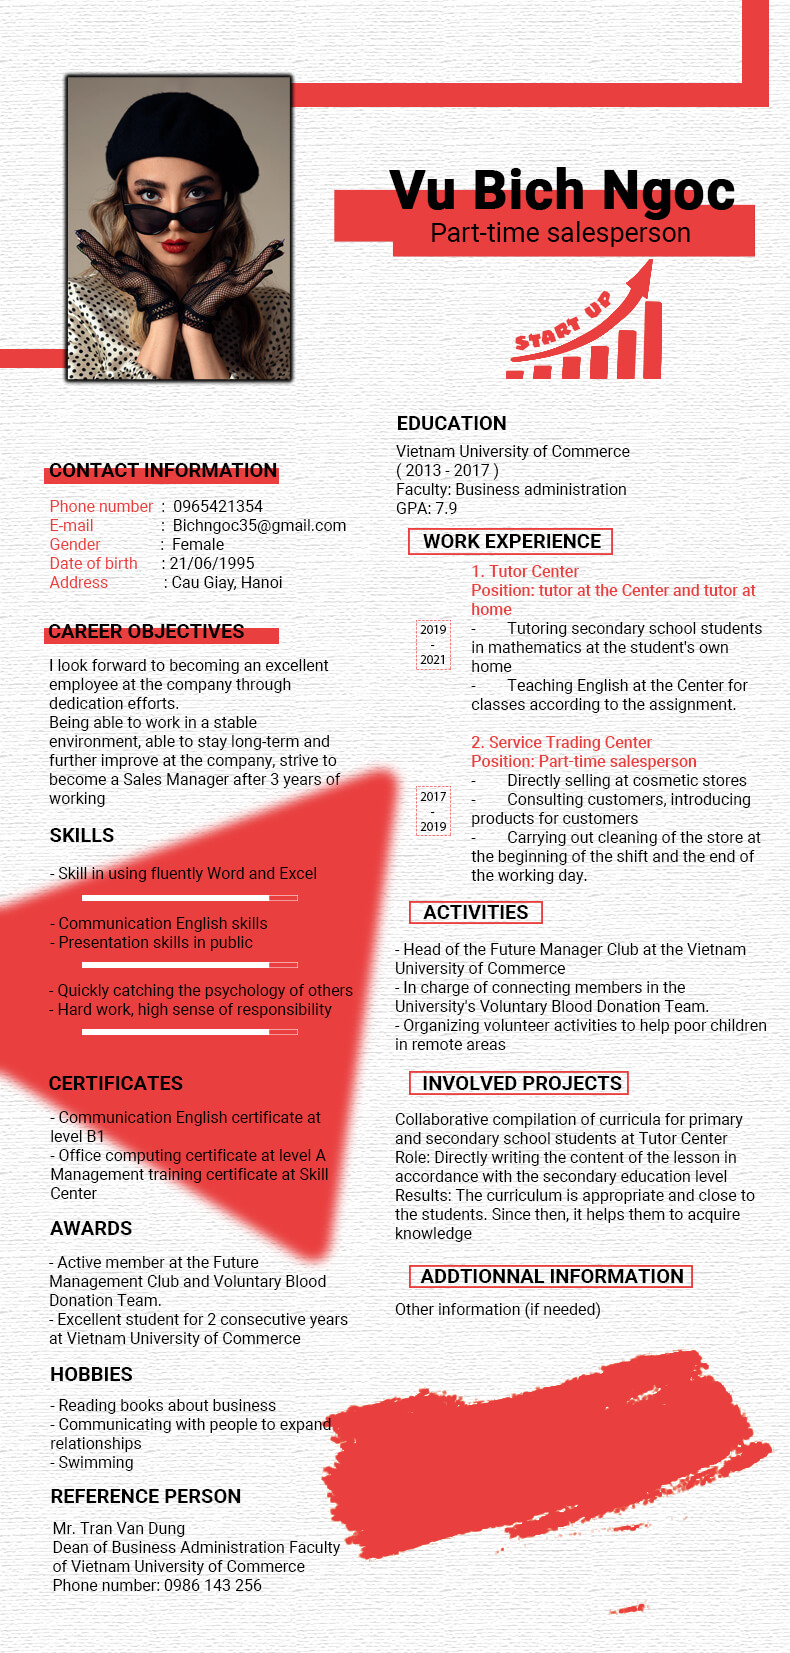 Vu Bich Ngoc
Part-time salesperson
START UP
CONTACT INFORMATION
Phone number : 0965421354
E-mail : Bichngoc35@gmail.com
Gender : Female
Date of birth : 21/06/1995
Address : Cau Giay, Hanoi
CAREER OBJECTIVES
I look forward to becoming an excellent
employee at the company through
dedication efforts.
Being able to work in a stable
environment, able to stay long-term and
further improve at the company, strive to
become a Sales Manager after 3 years of
working
SKILLS
- Skill in using fluently Word and Excel
- Communication English skills
- Presentation skills in public
- Quickly catching the psychology of others
- Hard work, high sense of responsibility
CERTIFICATES
- Communication English certificate at
level B1
- Office computing certificate at level A
Management training certificate at Skill
Center
AWARDS
- Active member at the Future
Management Club and Voluntary Blood
Donation Team.
- Excellent student for 2 consecutive years
at Vietnam University of Commerce
HOBBIES
- Reading books about business
- Communicating with people to expand
relationships
- Swimming
REFERENCE PERSON
Mr. Tran Van Dung
Dean of Business Administration Faculty
of Vietnam University of Commerce
Phone number: 0986 143 256
EDUCATION
Vietnam University of Commerce
( 2013 - 2017 )
Faculty: Business administration
GPA: 7.9
WORK EXPERIENCE
2019
-
2021
1. Tutor Center
Position: tutor at the Center and tutor at
home
- Tutoring secondary school students
in mathematics at the student's own
home
- Teaching English at the Center for
classes according to the assignment.
2017
-
2019
2. Service Trading Center
Position: Part-time salesperson
- Directly selling at cosmetic stores
- Consulting customers, introducing
products for customers
- Carrying out cleaning of the store at
the beginning of the shift and the end of
the working day.
ACTIVITIES
- Head of the Future Manager Club at the Vietnam
University of Commerce
- In charge of connecting members in the
University's Voluntary Blood Donation Team.
- Organizing volunteer activities to help poor children
in remote areas
INVOLVED PROJECTS
Collaborative compilation of curricula for primary
and secondary school students at Tutor Center
Role: Directly writing the content of the lesson in
accordance with the secondary education level
Results: The curriculum is appropriate and close to
the students. Since then, it helps them to acquire
knowledge
ADDTIONNAL INFORMATION
Other information (if needed)